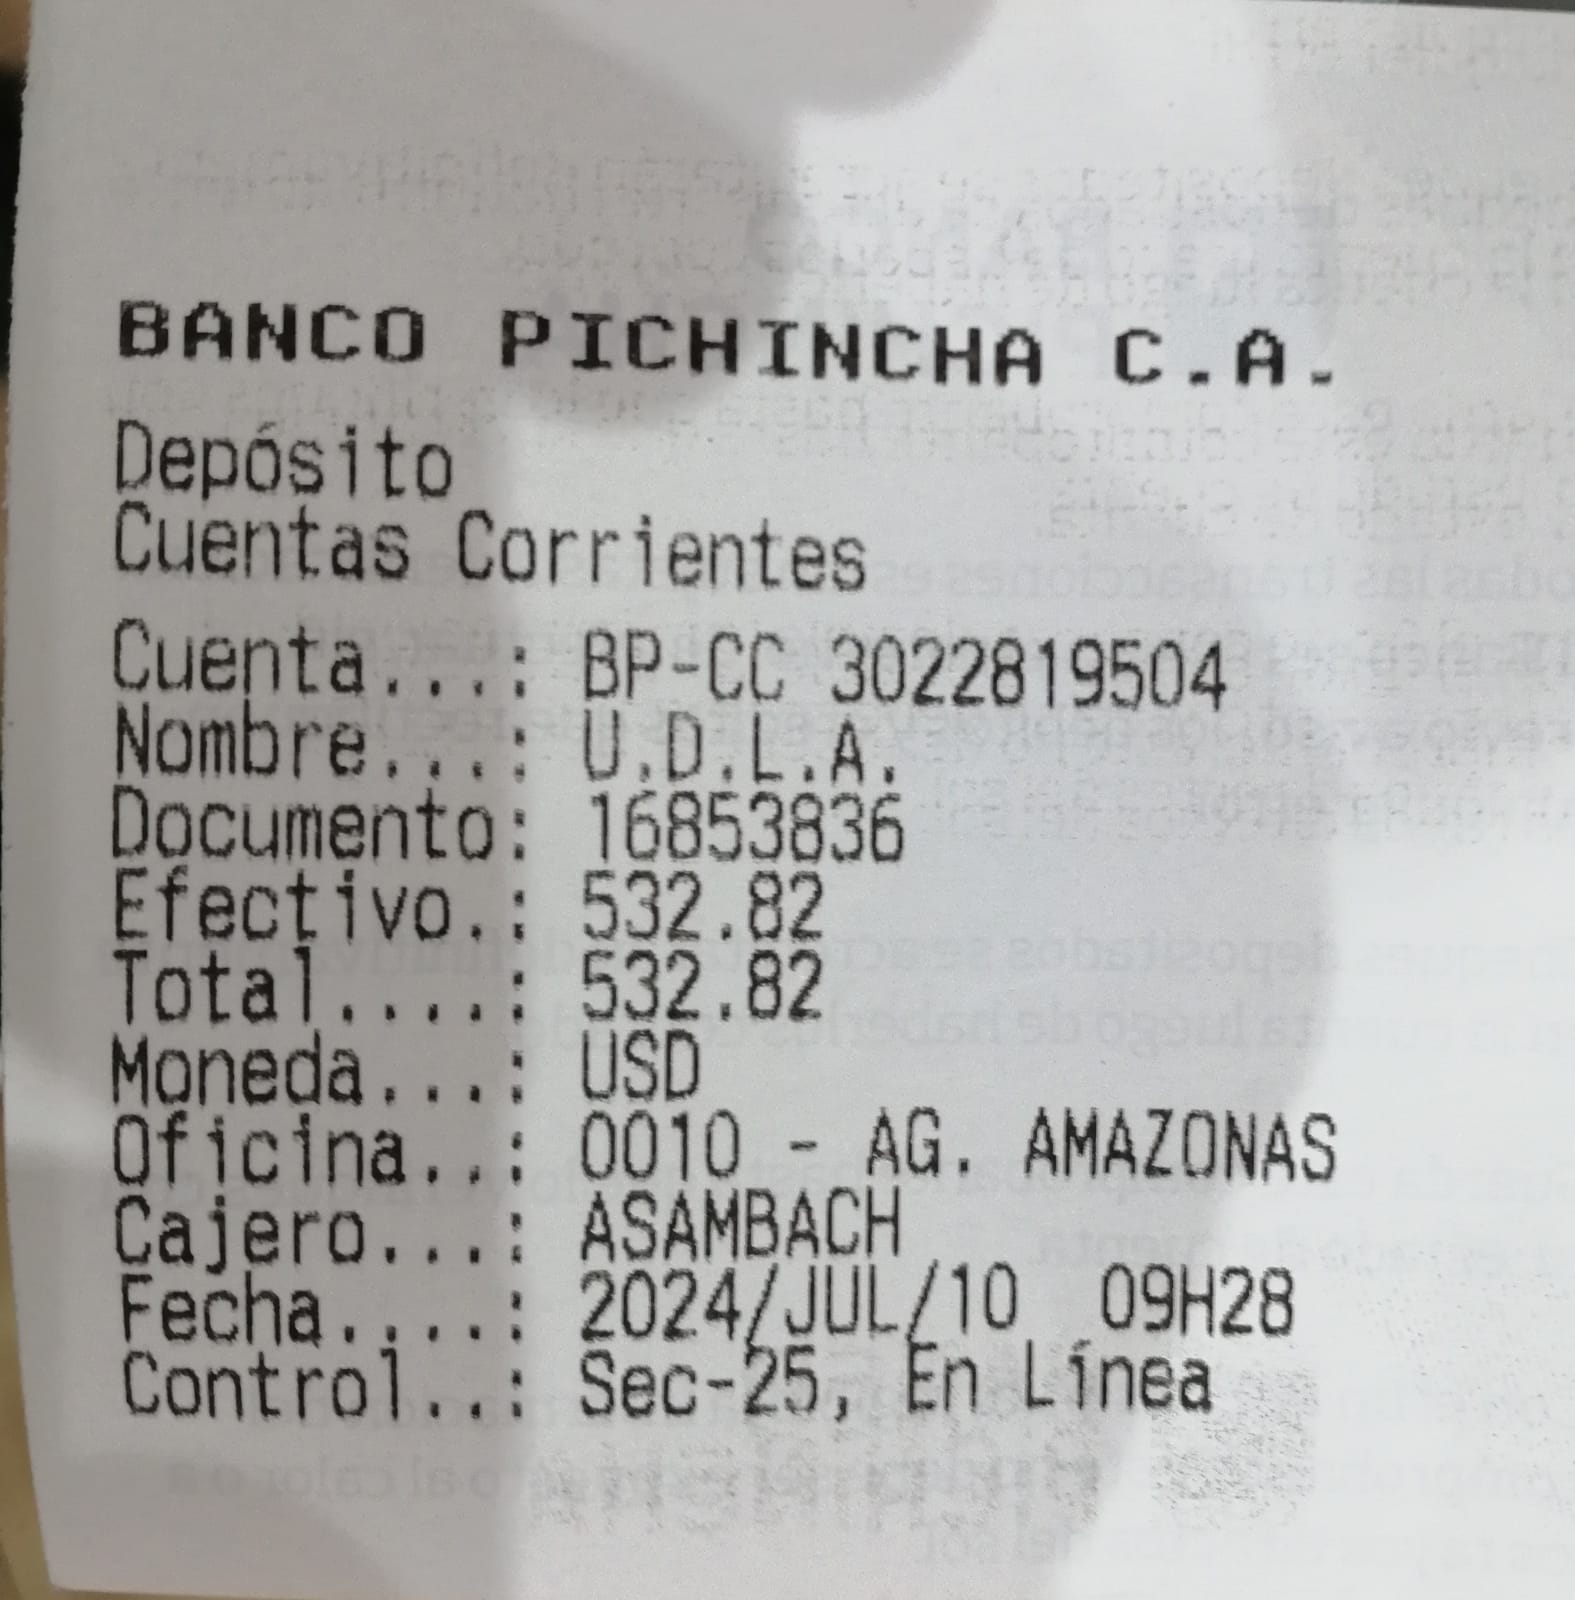 BANCO PICHINCHA C.A.
Depósito
Cuentas Corrientes
Cuenta...: BP-CC 3022819504
Nombre...: U.D.L.A.
Documento: 16853836
Efectivo.: 532.82
Total....: 532.82
Moneda...: USD
Oficina..: 0010 - AG. AMAZONAS
Cajero...: ASAMBACH
Fecha....: 2024/JUL/10  09H28
Control..: Sec-25, En Línea